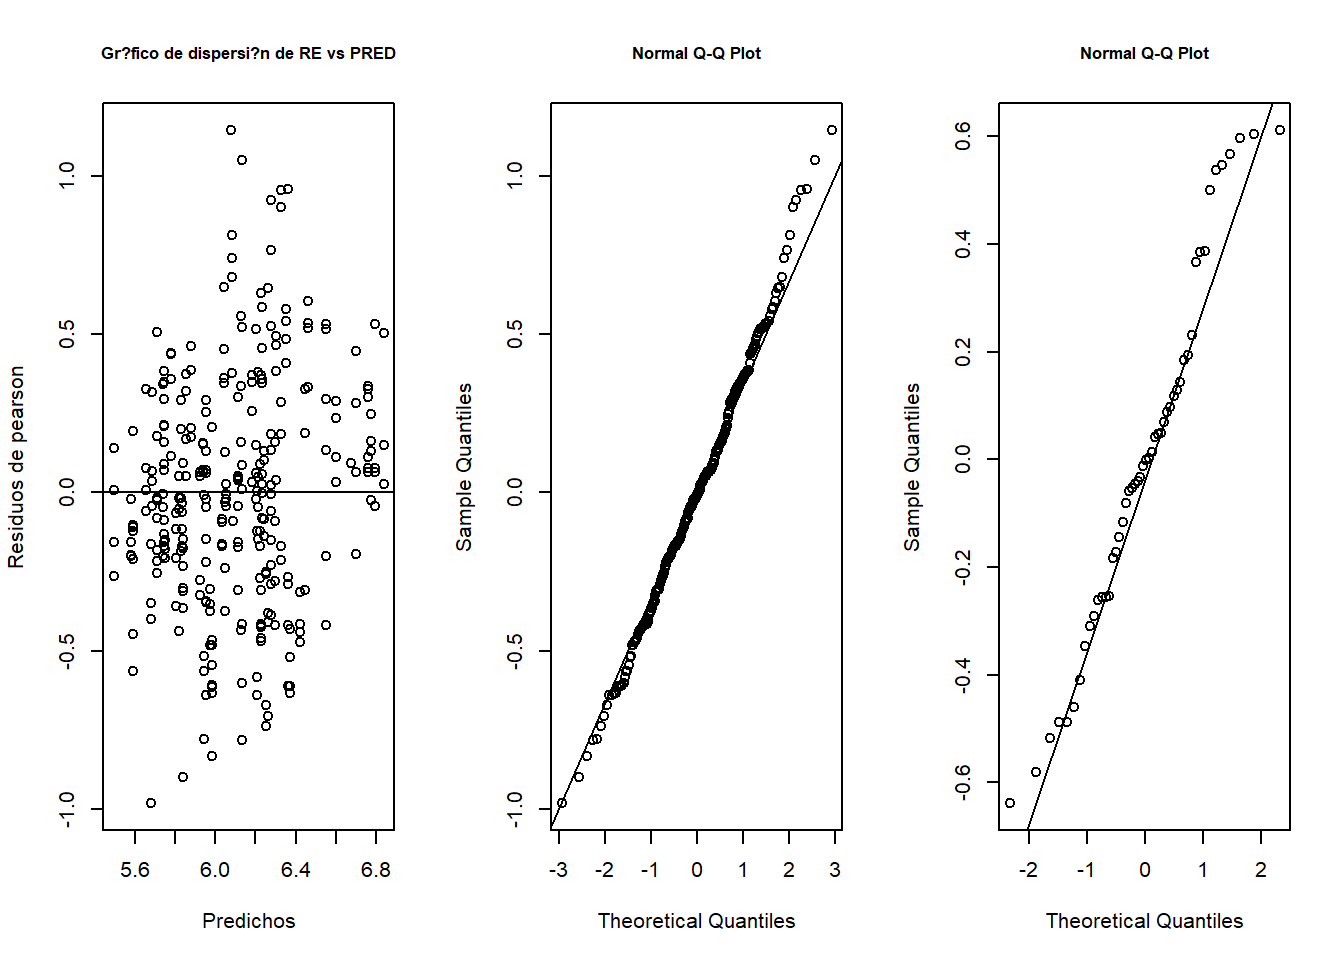 Gr?fico de dispersi?n de RE vs PRED
Residuos de pearson
1.0
0.5
0.0
-0.5
-1.0
5.6 6.0 6.4 6.8
Predichos
Normal Q-Q Plot
Sample Quantiles
1.0
0.5
0.0
-0.5
-1.0
-3 -2 -1 0 1 2 3
Theoretical Quantiles
Normal Q-Q Plot
Sample Quantiles
0.6
0.4
0.2
0.0
-0.2
-0.4
-0.6
-2 -1 0 1 2
Theoretical Quantiles